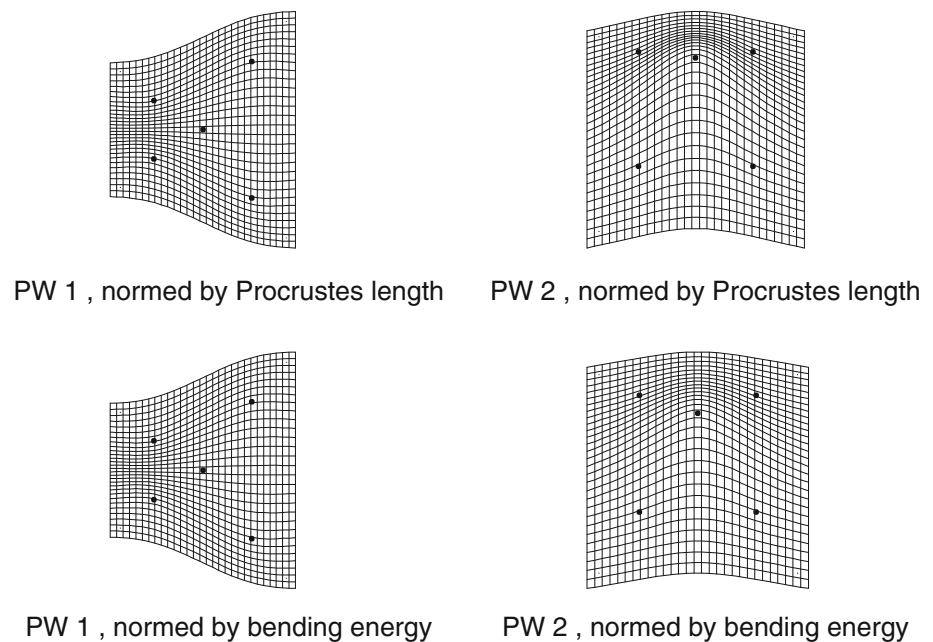 PW 1 , normed by Procrustes length
PW 2 , normed by Procrustes length
PW 1 , normed by bending energy
PW 2 , normed by bending energy